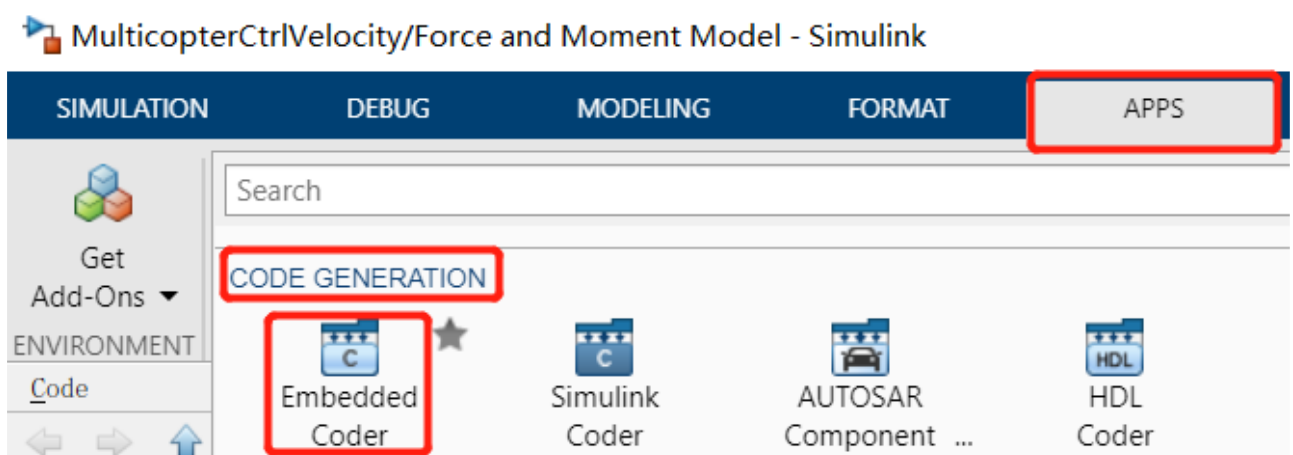 MulticopterCtrlVelocity/Force and Moment Model - Simulink
SIMULATION DEBUG MODELING FORMAT APPS
Search
Get
Add-Ons
ENVIRONMENT
Code
CODE GENERATION
C C HDL
Embedded Simulink AUTOSAR HDL
Coder Coder Component ... Coder